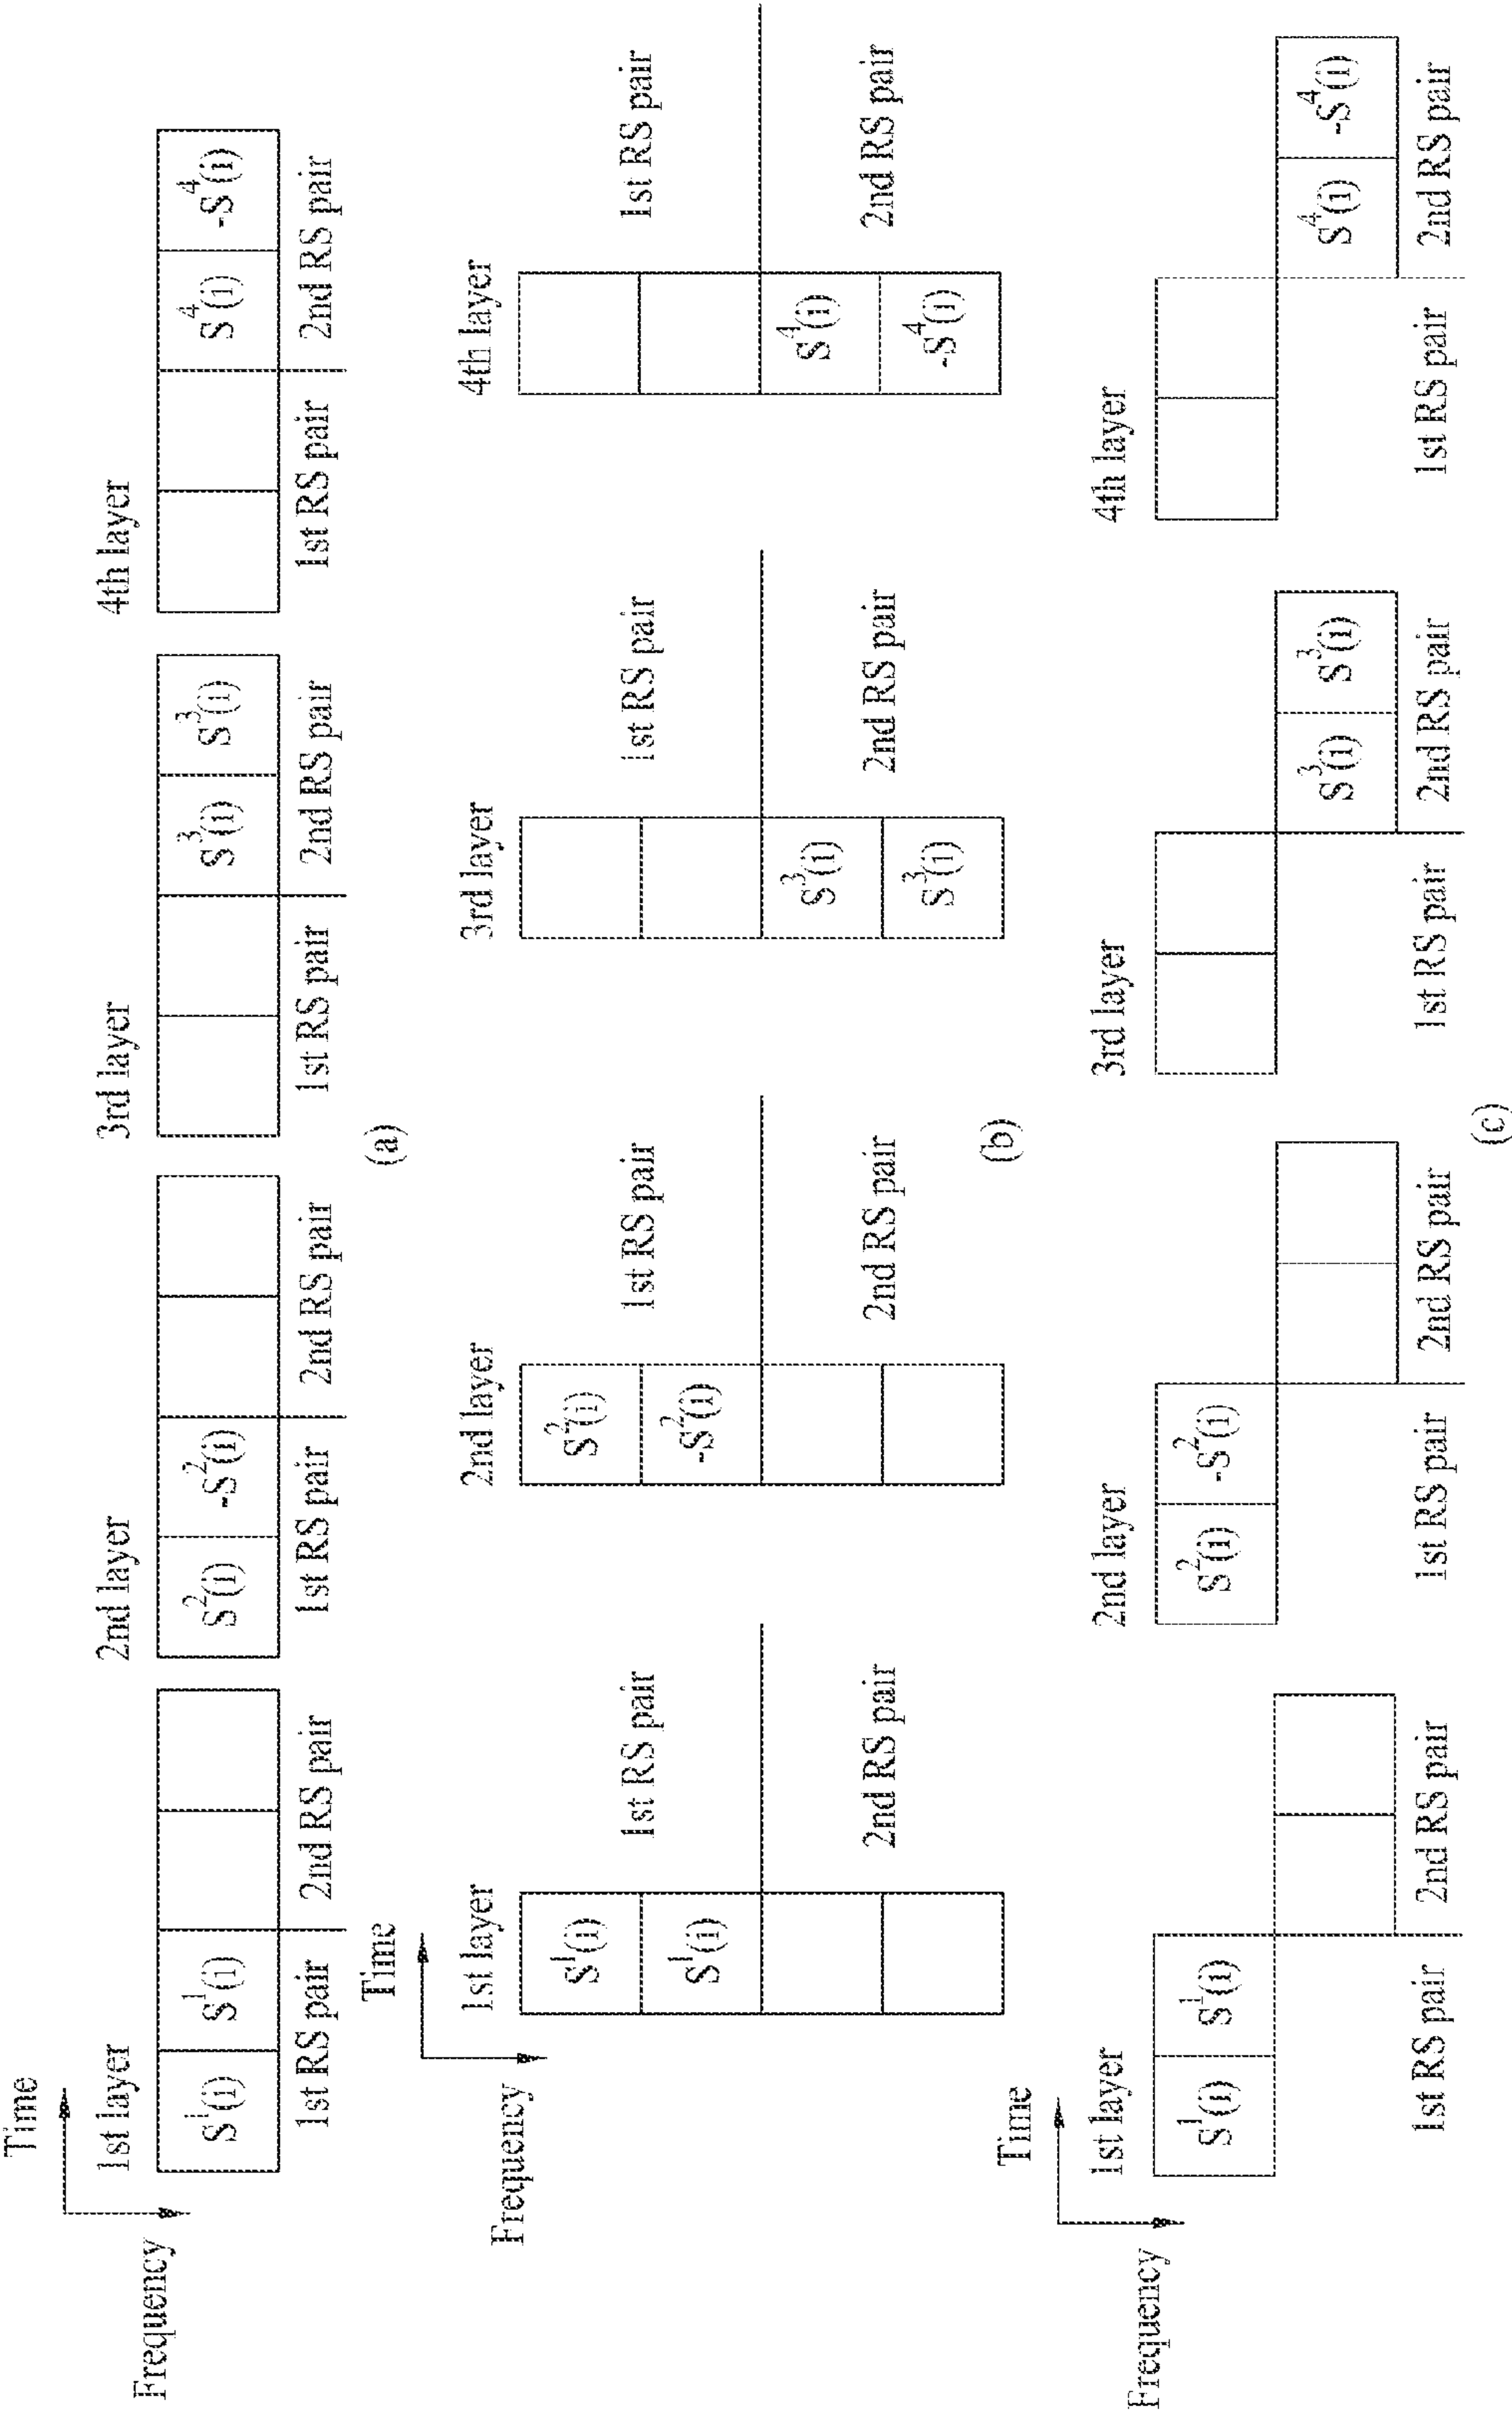 Time
Frequency
1st layer
S¹(i) S¹(i)
1st RS pair 2nd RS pair
2nd layer
S²(i) -S²(i)
1st RS pair 2nd RS pair
3rd layer
S³(i) S³(i)
1st RS pair 2nd RS pair
4th layer
S⁴(i) -S⁴(i)
1st RS pair 2nd RS pair
(a)
Time
Frequency
1st layer
S¹(i)
S¹(i)
1st RS pair
2nd RS pair
2nd layer
S²(i)
-S²(i)
1st RS pair
2nd RS pair
3rd layer
S³(i)
S³(i)
1st RS pair
2nd RS pair
4th layer
S⁴(i)
-S⁴(i)
1st RS pair
2nd RS pair
(b)
Time
Frequency
1st layer
S¹(i) S¹(i)
1st RS pair 2nd RS pair
2nd layer
S²(i) -S²(i)
1st RS pair 2nd RS pair
3rd layer
S³(i) S³(i)
1st RS pair 2nd RS pair
4th layer
S⁴(i) -S⁴(i)
1st RS pair 2nd RS pair
(c)